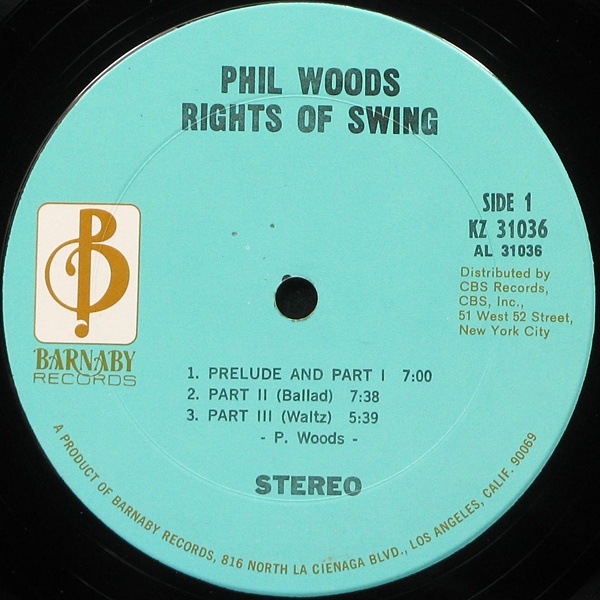 PHIL WOODS
RIGHTS OF SWING
SIDE 1
KZ 31036
AL 31036
Distributed by
CBS Records,
CBS, Inc.,
51 West 52 Street,
New York City
B
BARNABY
RECORDS
1. PRELUDE AND PART I 7:00
2. PART II (Ballad) 7:38
3. PART III (Waltz) 5:39
- P. Woods -
STEREO
A PRODUCT OF BARNABY RECORDS, 816 NORTH LA CIENAGA BLVD., LOS ANGELES, CALIF. 90069